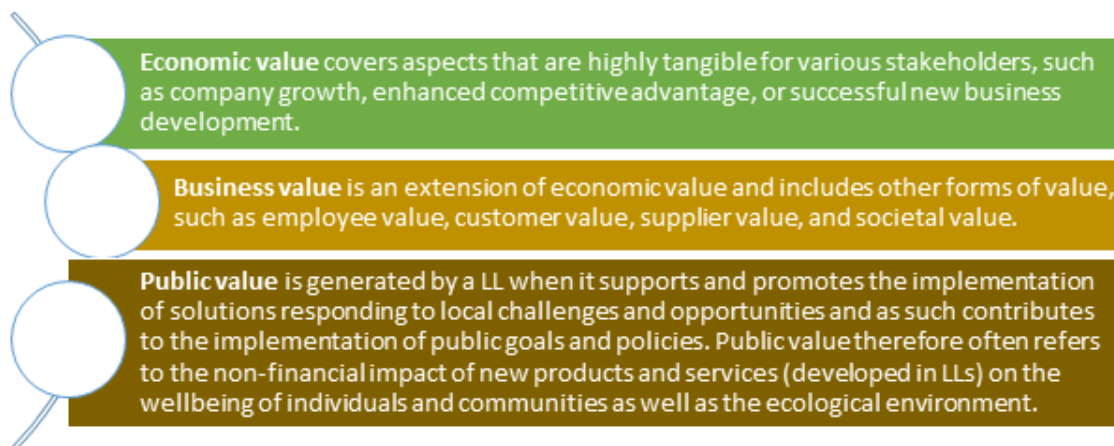 Economic value covers aspects that are highly tangible for various stakeholders, such
as company growth, enhanced competitive advantage, or successful new business
development.
Business value is an extension of economic value and includes other forms of value,
such as employee value, customer value, supplier value, and societal value.
Public value is generated by a LL when it supports and promotes the implementation
of solutions responding to local challenges and opportunities and as such contributes
to the implementation of public goals and policies. Public value therefore often refers
to the non-financial impact of new products and services (developed in LLs) on the
wellbeing of individuals and communities as well as the ecological environment.